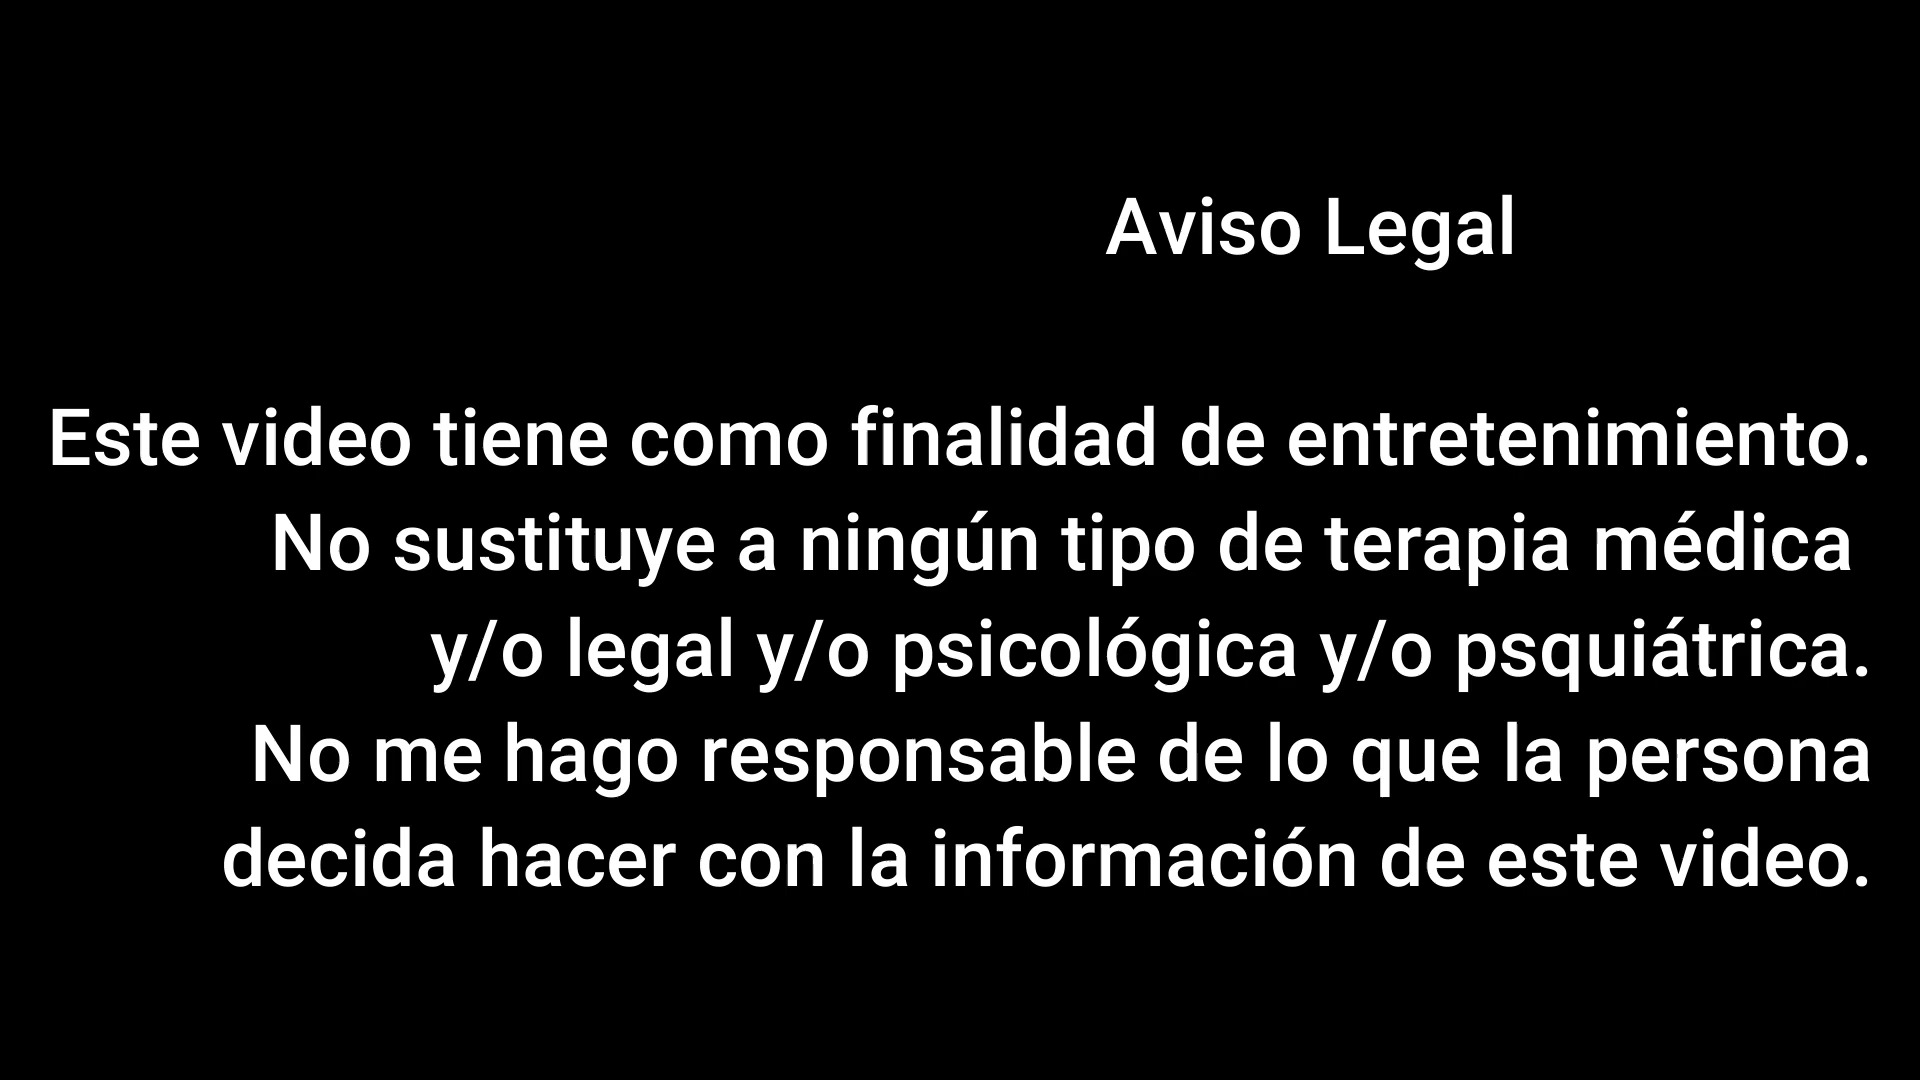 Aviso Legal
Este video tiene como finalidad de entretenimiento.
No sustituye a ningún tipo de terapia médica
y/o legal y/o psicológica y/o psquiátrica.
No me hago responsable de lo que la persona
decida hacer con la información de este video.